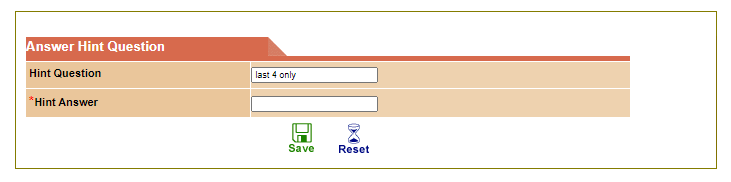 Answer Hint Question
Hint Question last 4 only
*Hint Answer
Save Reset